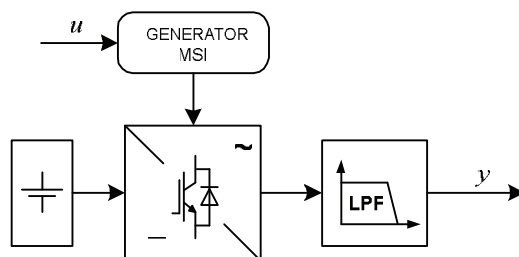 u
GENERATOR
MSI
~
y
LPF
—